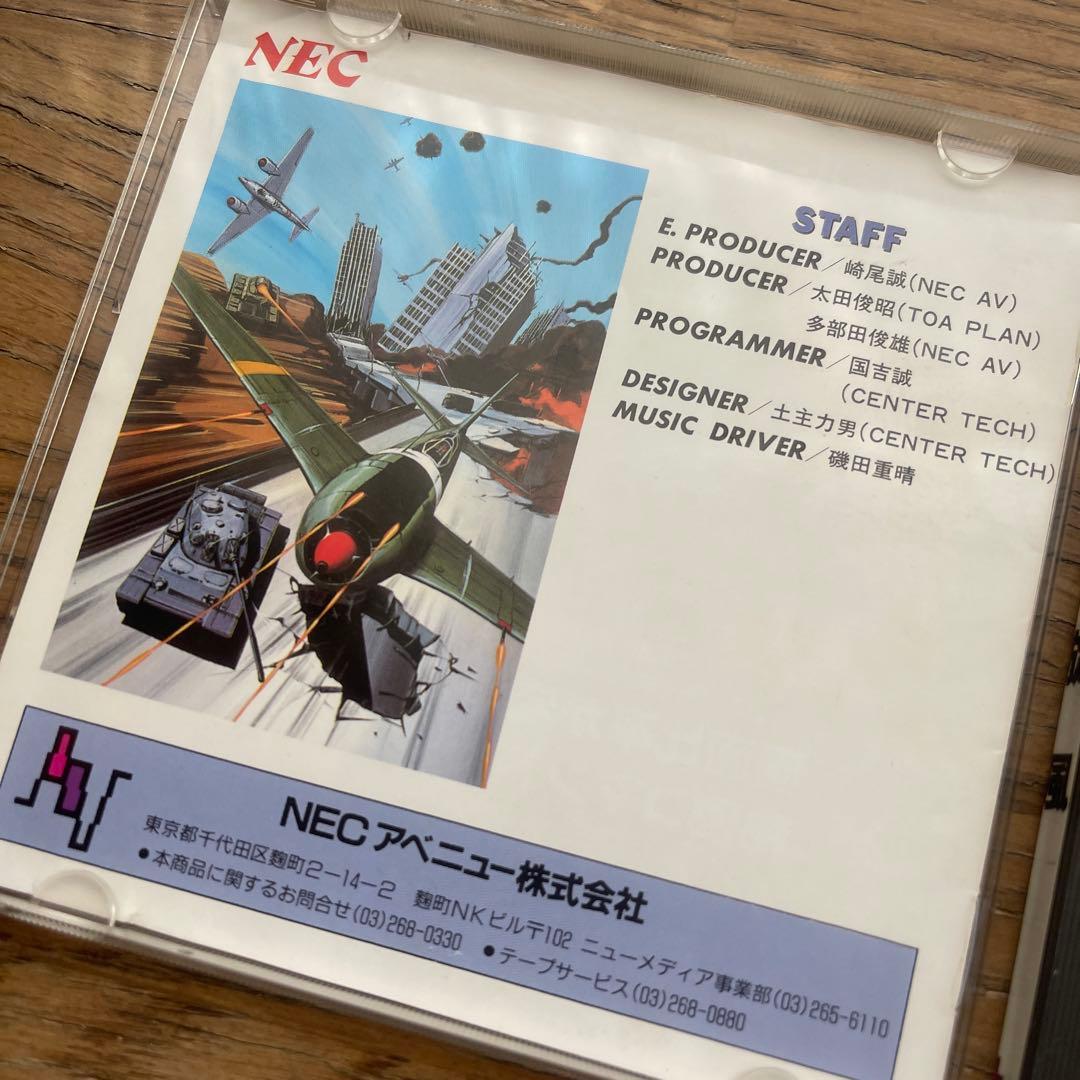 NEC
STAFF
E. PRODUCER/崎尾誠(NEC AV)
PRODUCER/太田俊昭(TOA PLAN)
多部田俊雄(NEC AV)
PROGRAMMER/国吉誠
(CENTER TECH)
DESIGNER/土主力男(CENTER TECH)
MUSIC DRIVER/磯田重晴
NECアベニュー株式会社
東京都千代田区麴町2-14-2 麴町NKビル〒102 ニューメディア事業部(03)265-6110
●本商品に関するお問合せ(03)268-0330 ●テープサービス(03)268-0880